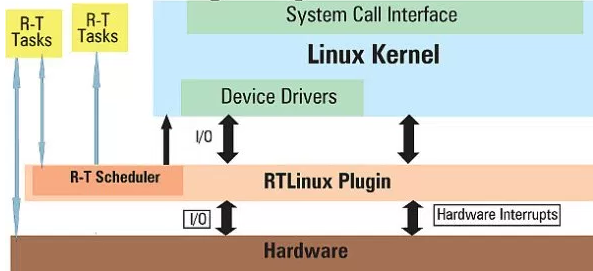 R-T
Tasks
R-T
Tasks
System Call Interface
Linux Kernel
Device Drivers
I/O
R-T Scheduler
RTLinux Plugin
I/O
Hardware Interrupts
Hardware